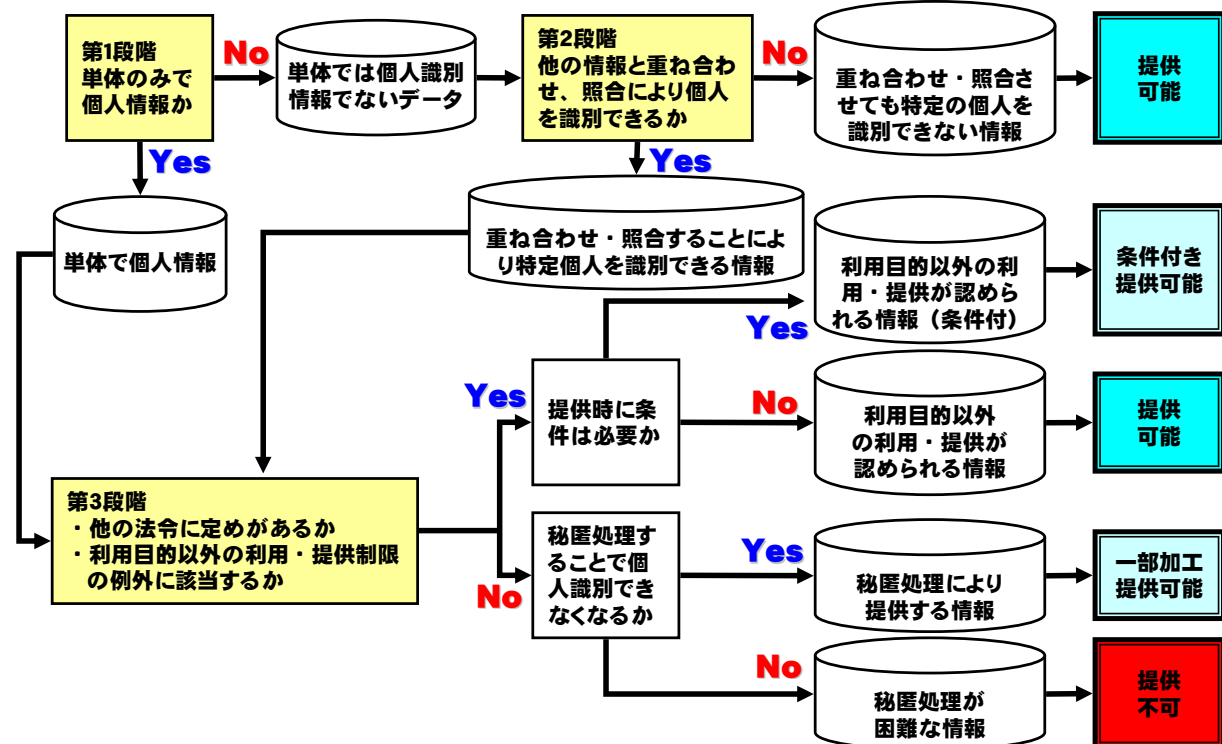 第1段階
単体のみで
個人情報か
No
単体では個人識別
情報でないデータ
第2段階
他の情報と重ね合わ
せ、照合により個人
を識別できるか
No
重ね合わせ・照合さ
せても特定の個人を
識別できない情報
提供
可能
Yes
Yes
単体で個人情報
重ね合わせ・照合することによ
り特定個人を識別できる情報
利用目的以外の利
用・提供が認めら
れる情報（条件付）
条件付き
提供可能
Yes
Yes
提供時に条
件は必要か
No
利用目的以外
の利用・提供が
認められる情報
提供
可能
第3段階
・他の法令に定めがあるか
・利用目的以外の利用・提供制限
の例外に該当するか
No
秘匿処理す
ることで個
人識別でき
なくなるか
Yes
秘匿処理により
提供する情報
一部加工
提供可能
No
秘匿処理が
困難な情報
提供
不可